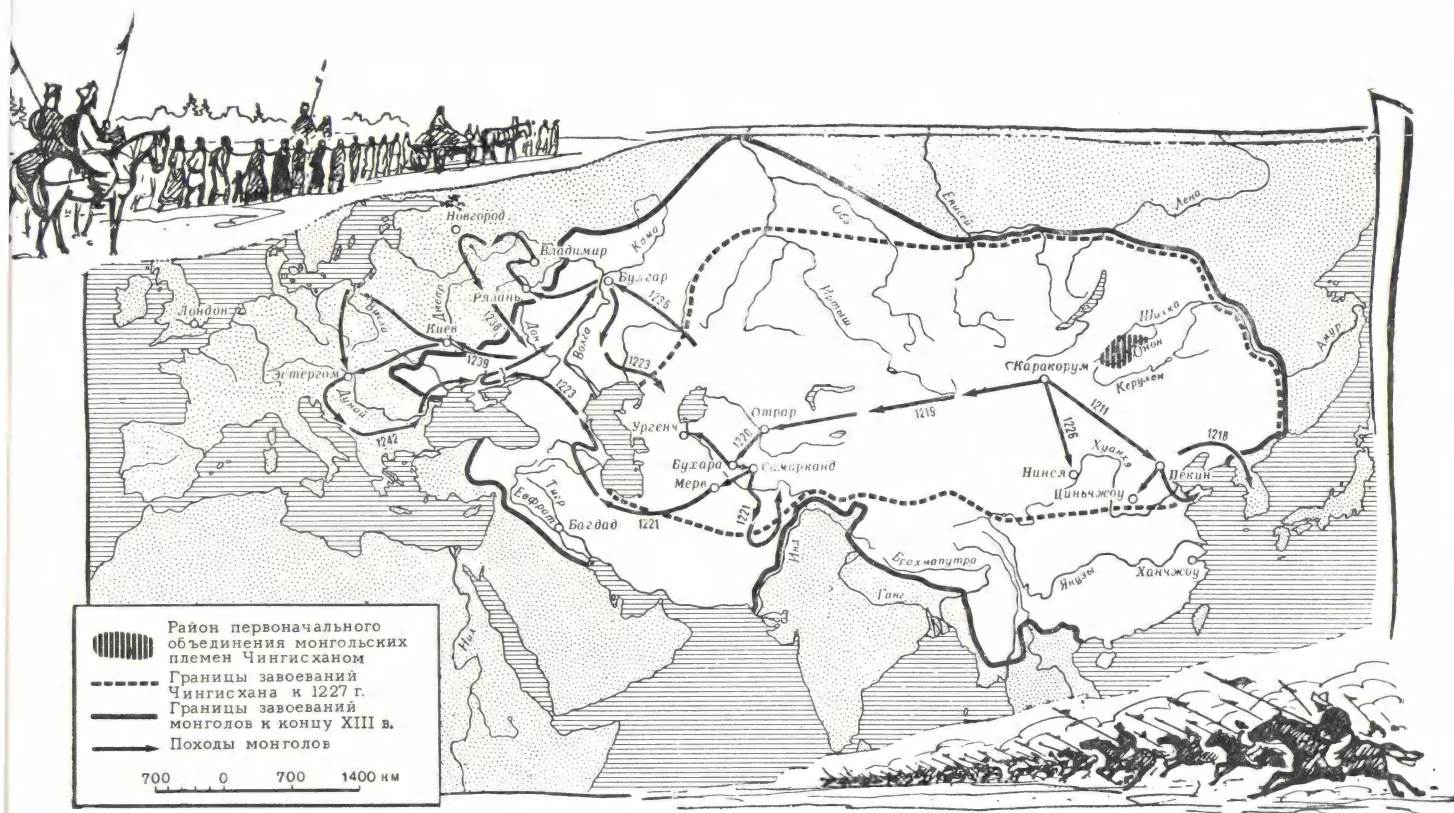 Новгород
Владимир
Кама
Обь
Енисей
Лена
Булгар
Рязань
1236
Лондон
Висла
Днепр
1238
Дон
Киев
1239
Волга
1223
Иртыш
Шилка
Онон
Керулен
Амур
Эстергом
Дунай
1242
1223
Каракорум
Отрар
1219
1220
1211
1226
1218
Ургенч
Хуанхэ
Бухара
Самарканд
Нинся
Пекин
Мерв
Циньчжоу
Тигр
Евфрат
Багдад
1221
1221
Инд
Брахмапутра
Ганг
Янцзы
Ханчжоу
Нил
Район первоначального
объединения монгольских
племен Чингисханом
Границы завоеваний
Чингисхана к 1227 г.
Границы завоеваний
монголов к концу XIII в.
Походы монголов
700 0 700 1400 км